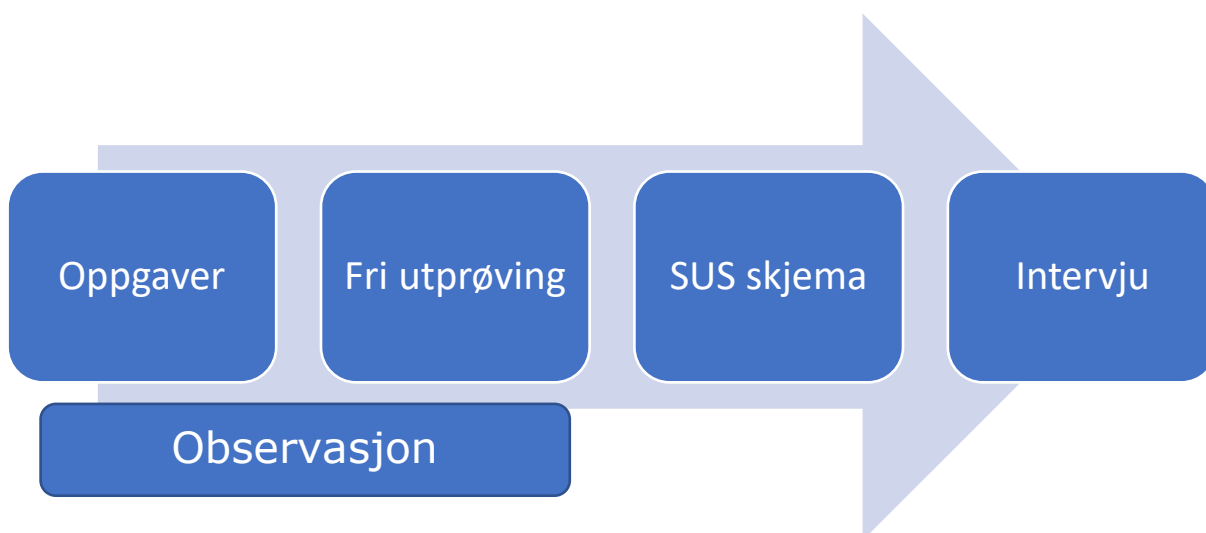 Oppgaver
Fri utprøving
SUS skjema
Intervju
Observasjon